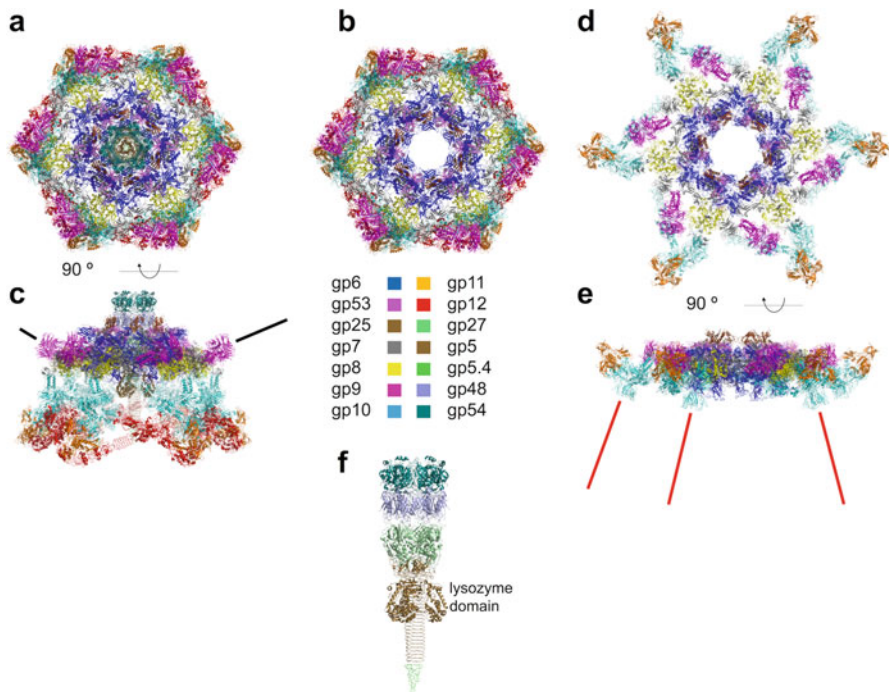 a
b
d
90 º
c
gp6 gp11
gp53 gp12
gp25 gp27
gp7 gp5
gp8 gp5.4
gp9 gp48
gp10 gp54
90 º
e
f
lysozyme
domain